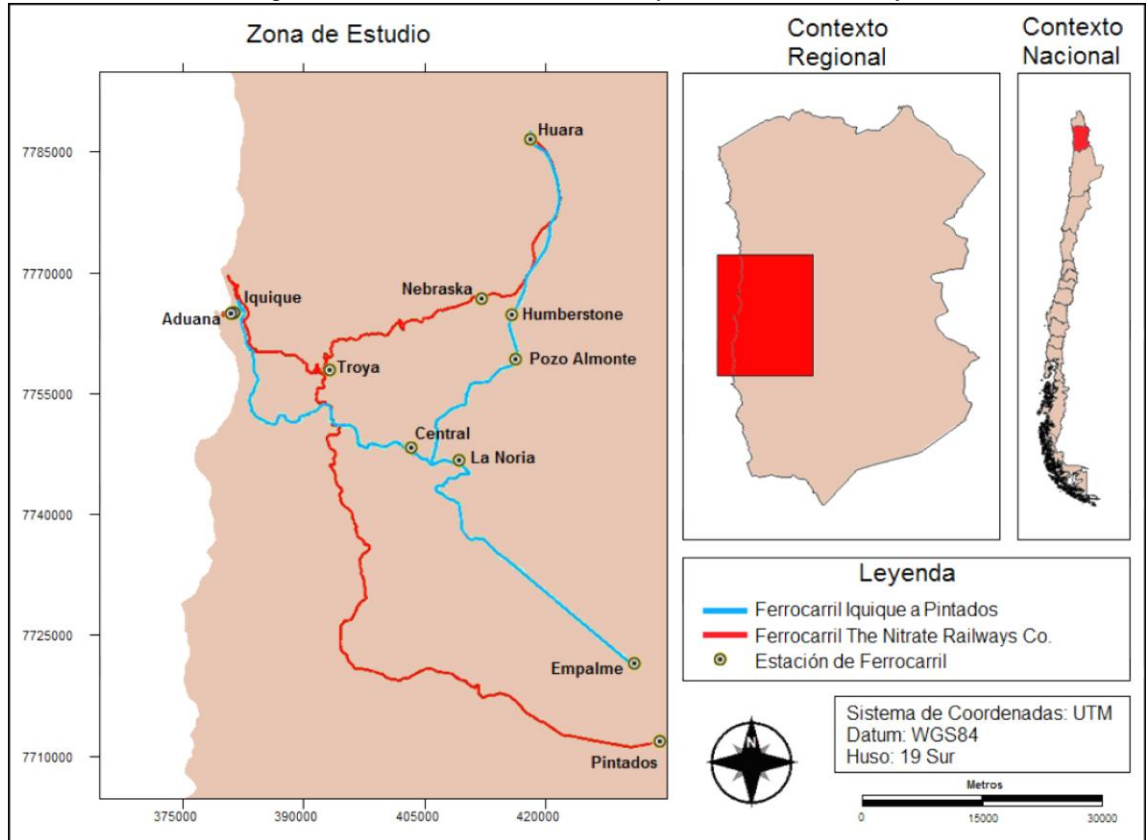 Zona de Estudio
Contexto
Regional
Contexto
Nacional
7785000
7770000
7755000
7740000
7725000
7710000
375000
390000
405000
420000
Huara
Nebraska
Iquique
Aduana
Humberstone
Troya
Pozo Almonte
Central
La Noria
Empalme
Pintados
Leyenda
Ferrocarril Iquique a Pintados
Ferrocarril The Nitrate Railways Co.
Estación de Ferrocarril
N
Sistema de Coordenadas: UTM
Datum: WGS84
Huso: 19 Sur
Metros
0
15000
30000